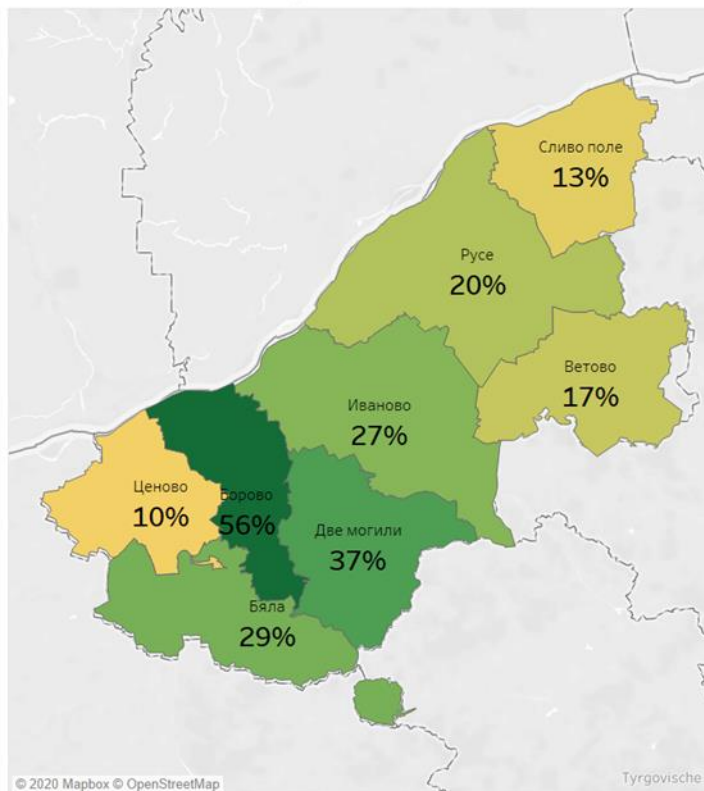 Сливо поле
13%
Русе
20%
Ветово
17%
Иваново
27%
Ценово
10%
Борово
56%
Две могили
37%
Бяла
29%
© 2020 Mapbox © OpenStreetMap
Tyrgovische